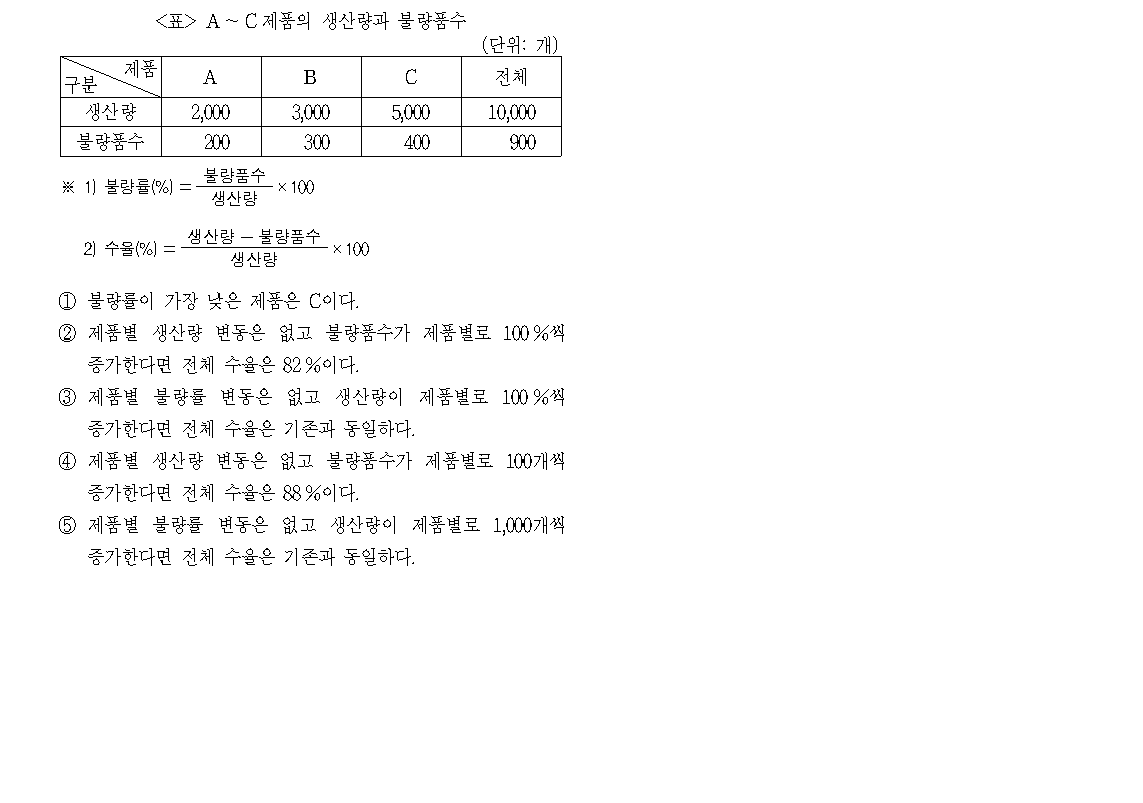 <표> A ~ C 제품의 생산량과 불량품수
(단위: 개)
제품
구분 A B C 전체
생산량 2,000 3,000 5,000 10,000
불량품수 200 300 400 900
※ 1) 불량률(%) = 불량품수 / 생산량 × 100
2) 수율(%) = 생산량 - 불량품수 / 생산량 × 100
① 불량률이 가장 낮은 제품은 C이다.
② 제품별 생산량 변동은 없고 불량품수가 제품별로 100 %씩
증가한다면 전체 수율은 82 %이다.
③ 제품별 불량률 변동은 없고 생산량이 제품별로 100 %씩
증가한다면 전체 수율은 기존과 동일하다.
④ 제품별 생산량 변동은 없고 불량품수가 제품별로 100개씩
증가한다면 전체 수율은 88 %이다.
⑤ 제품별 불량률 변동은 없고 생산량이 제품별로 1,000개씩
증가한다면 전체 수율은 기존과 동일하다.